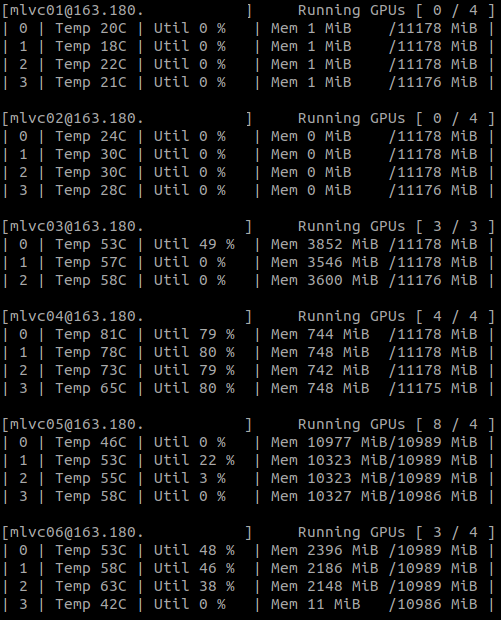 [mlvc01@163.180.           ]     Running GPUs [ 0 / 4 ]
| 0 | Temp 20C | Util 0 %   | Mem 1 MiB    /11178 MiB |
| 1 | Temp 18C | Util 0 %   | Mem 1 MiB    /11178 MiB |
| 2 | Temp 22C | Util 0 %   | Mem 1 MiB    /11178 MiB |
| 3 | Temp 21C | Util 0 %   | Mem 1 MiB    /11176 MiB |
[mlvc02@163.180.           ]     Running GPUs [ 0 / 4 ]
| 0 | Temp 24C | Util 0 %   | Mem 0 MiB    /11178 MiB |
| 1 | Temp 30C | Util 0 %   | Mem 0 MiB    /11178 MiB |
| 2 | Temp 30C | Util 0 %   | Mem 0 MiB    /11178 MiB |
| 3 | Temp 28C | Util 0 %   | Mem 0 MiB    /11176 MiB |
[mlvc03@163.180.           ]     Running GPUs [ 3 / 3 ]
| 0 | Temp 53C | Util 49 %  | Mem 3852 MiB /11178 MiB |
| 1 | Temp 57C | Util 0 %   | Mem 3546 MiB /11178 MiB |
| 2 | Temp 58C | Util 0 %   | Mem 3600 MiB /11176 MiB |
[mlvc04@163.180.           ]     Running GPUs [ 4 / 4 ]
| 0 | Temp 81C | Util 79 %  | Mem 744 MiB  /11178 MiB |
| 1 | Temp 78C | Util 80 %  | Mem 748 MiB  /11178 MiB |
| 2 | Temp 73C | Util 79 %  | Mem 742 MiB  /11178 MiB |
| 3 | Temp 65C | Util 80 %  | Mem 748 MiB  /11175 MiB |
[mlvc05@163.180.           ]     Running GPUs [ 8 / 4 ]
| 0 | Temp 46C | Util 0 %   | Mem 10977 MiB/10989 MiB |
| 1 | Temp 53C | Util 22 %  | Mem 10323 MiB/10989 MiB |
| 2 | Temp 55C | Util 3 %   | Mem 10323 MiB/10989 MiB |
| 3 | Temp 58C | Util 0 %   | Mem 10327 MiB/10986 MiB |
[mlvc06@163.180.           ]     Running GPUs [ 3 / 4 ]
| 0 | Temp 53C | Util 48 %  | Mem 2396 MiB /10989 MiB |
| 1 | Temp 58C | Util 46 %  | Mem 2186 MiB /10989 MiB |
| 2 | Temp 63C | Util 38 %  | Mem 2148 MiB /10989 MiB |
| 3 | Temp 42C | Util 0 %   | Mem 11 MiB   /10986 MiB |